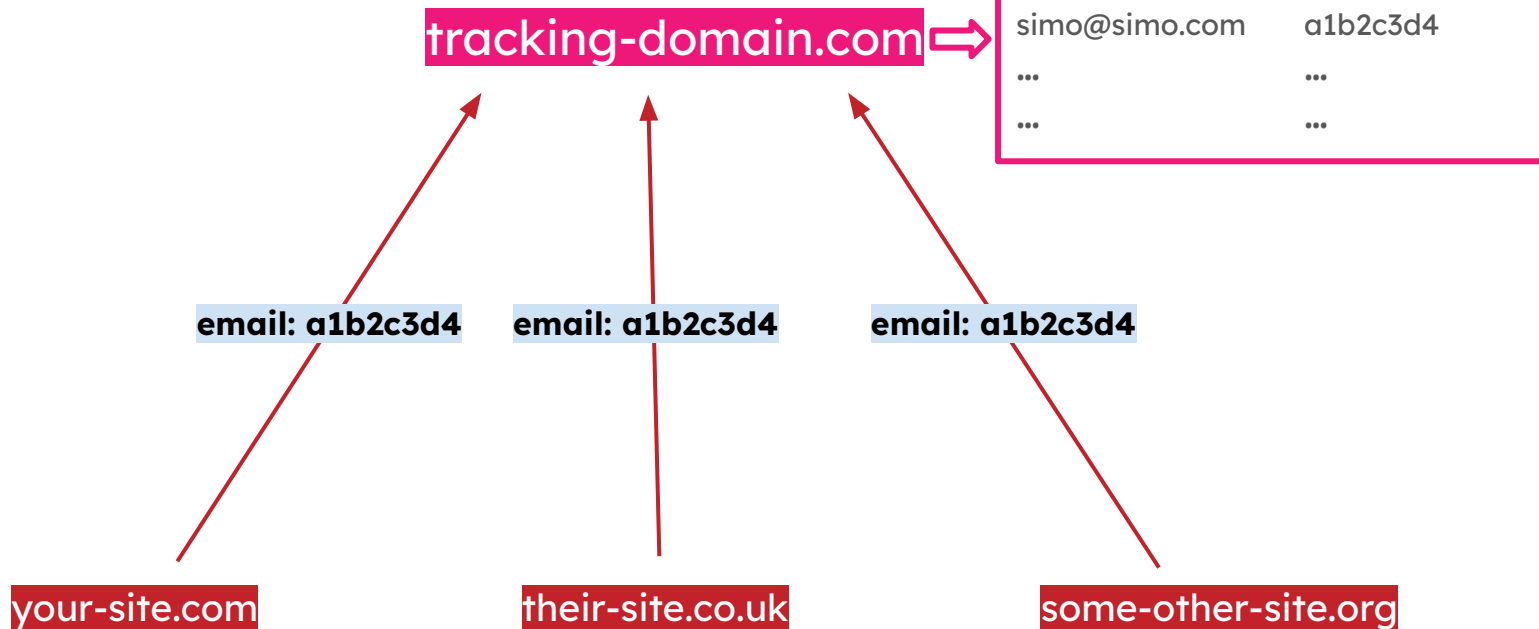 tracking-domain.com
simo@simo.com a1b2c3d4
... ...
... ...
email: a1b2c3d4 email: a1b2c3d4 email: a1b2c3d4
your-site.com their-site.co.uk some-other-site.org